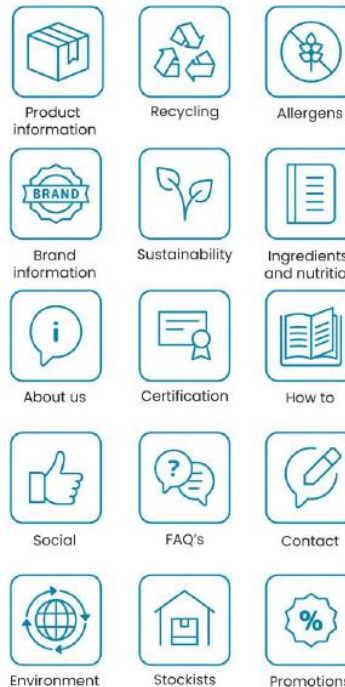 Product
information
Recycling
Allergens
BRAND
Brand
information
Sustainability
Ingredients
and nutritio
i
About us
Certification
How to
Social
?
FAQ's
Contact
Environment
Stockists
%
Promotions